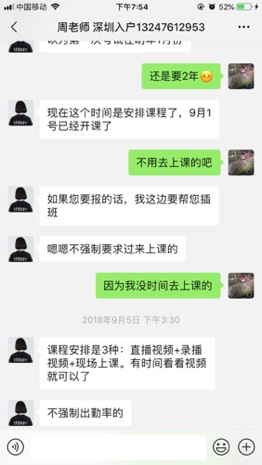 中国移动
下午7:54
52%
周老师 深圳入户13247612953
还是要2年
现在这个时间是安排课程了，9月1
号已经开课了
不用去上课的吧
如果您要报的话，我这边要帮您插
班
嗯嗯不强制要求过来上课的
因为我没时间去上课的
2018年9月5日 下午3:30
课程安排是3种：直播视频+录播
视频+现场上课。有时间看看视频
就可以了
不强制出勤率的